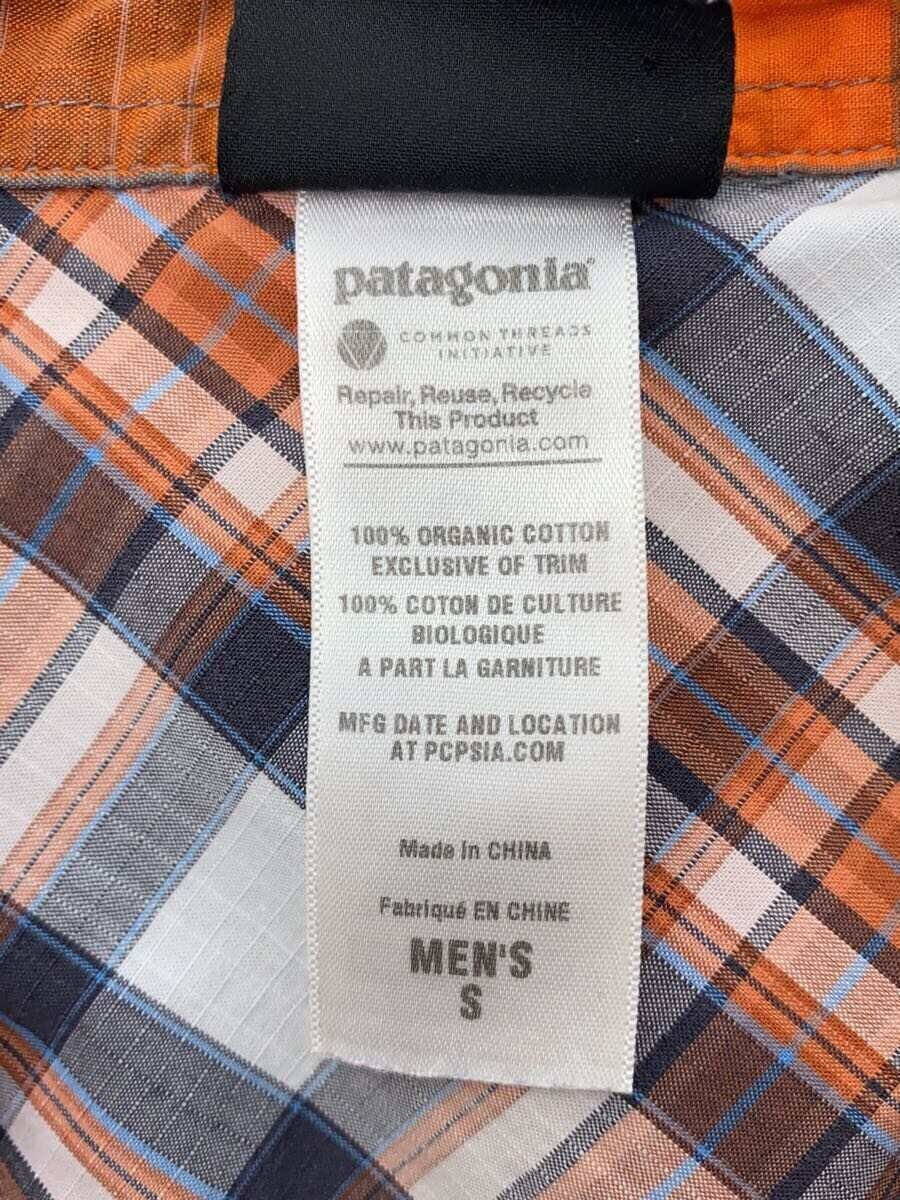 patagonia®
COMMON THREADS
INITIATIVE
Repair, Reuse, Recycle
This Product
www.patagonia.com
100% ORGANIC COTTON
EXCLUSIVE OF TRIM
100% COTON DE CULTURE
BIOLOGIQUE
A PART LA GARNITURE
MFG DATE AND LOCATION
AT PCPSIA.COM
Made in CHINA
Fabriqué EN CHINE
MEN'S
S